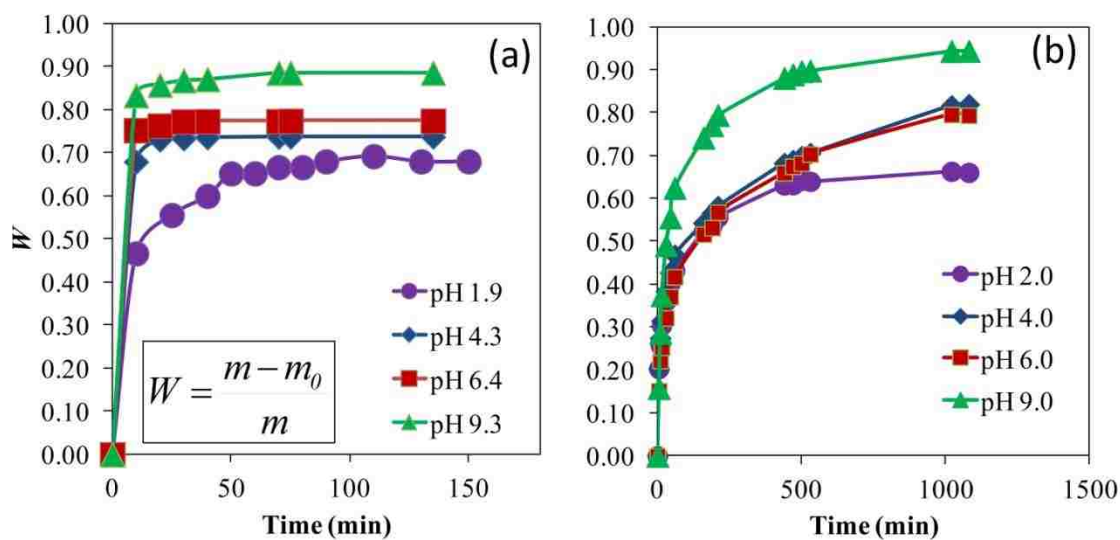 1.00
0.90
0.80
0.70
0.60
0.50
0.40
0.30
0.20
0.10
0.00
W
(a)
pH 1.9
pH 4.3
pH 6.4
pH 9.3
W = (m − m0) / m
0 50 100 150
Time (min)
1.00
0.90
0.80
0.70
0.60
0.50
0.40
0.30
0.20
0.10
0.00
(b)
pH 2.0
pH 4.0
pH 6.0
pH 9.0
0 500 1000 1500
Time (min)